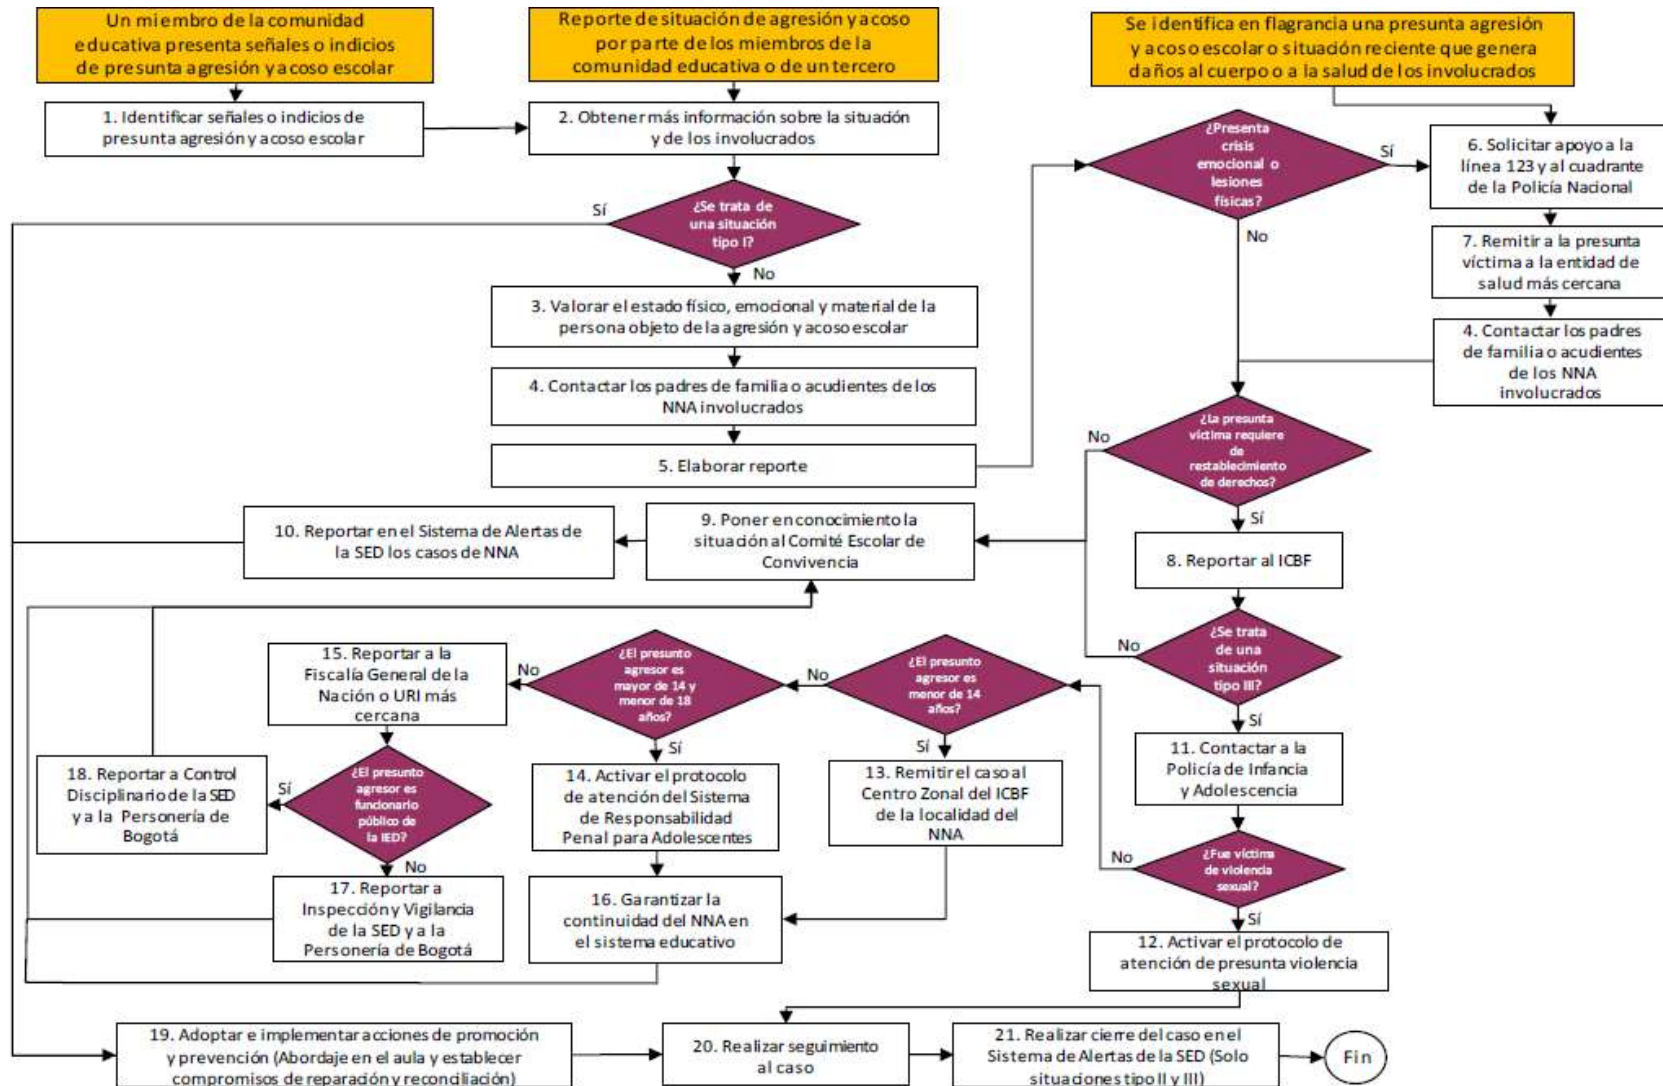 Un miembro de la comunidad
educativa presenta señales o indicios
de presunta agresión y acoso escolar
Reporte de situación de agresión y acoso
por parte de los miembros de la
comunidad educativa o de un tercero
Se identifica en flagrancia una presunta agresión
y acoso escolar o situación reciente que genera
daños al cuerpo o a la salud de los involucrados
1. Identificar señales o indicios de
presunta agresión y acoso escolar
2. Obtener más información sobre la situación
y de los involucrados
¿Presenta
crisis
emocional o
lesiones
físicas?
Sí
No
6. Solicitar apoyo a la
línea 123 y al cuadrante
de la Policía Nacional
¿Se trata de
una situación
tipo I?
Sí
No
7. Remitir a la presunta
víctima a la entidad de
salud más cercana
3. Valorar el estado físico, emocional y material de la
persona objeto de la agresión y acoso escolar
4. Contactar los padres
de familia o acudientes
de los NNA
involucrados
4. Contactar los padres de familia o acudientes de los
NNA involucrados
5. Elaborar reporte
¿La presunta
víctima requiere
de
restablecimiento
de derechos?
No
Sí
10. Reportar en el Sistema de Alertas de
la SED los casos de NNA
9. Poner en conocimiento la
situación al Comité Escolar de
Convivencia
8. Reportar al ICBF
¿Se trata
de una
situación
tipo III?
No
Sí
15. Reportar a la
Fiscalía General de la
Nación o URI más
cercana
¿El presunto
agresor es
mayor de 14 y
menor de 18
años?
No
Sí
¿El presunto
agresor es
menor de 14
años?
No
Sí
11. Contactar a la
Policía de Infancia
y Adolescencia
18. Reportar a Control
Disciplinario de la SED
y a la Personería de
Bogotá
¿El presunto
agresor es
funcionario
público de
la IED?
Sí
No
14. Activar el protocolo
de atención del Sistema
de Responsabilidad
Penal para Adolescentes
13. Remitir el caso al
Centro Zonal del ICBF
de la localidad del
NNA
¿Fue víctima
de violencia
sexual?
No
Sí
17. Reportar a
Inspección y Vigilancia
de la SED y a la
Personería de Bogotá
16. Garantizar la
continuidad del NNA en
el sistema educativo
12. Activar el protocolo de
atención de presunta violencia
sexual
19. Adoptar e implementar acciones de promoción
y prevención (Abordaje en el aula y establecer
compromisos de reparación y reconciliación)
20. Realizar seguimiento
al caso
21. Realizar cierre del caso en el
Sistema de Alertas de la SED (Solo
situaciones tipo II y III)
Fin